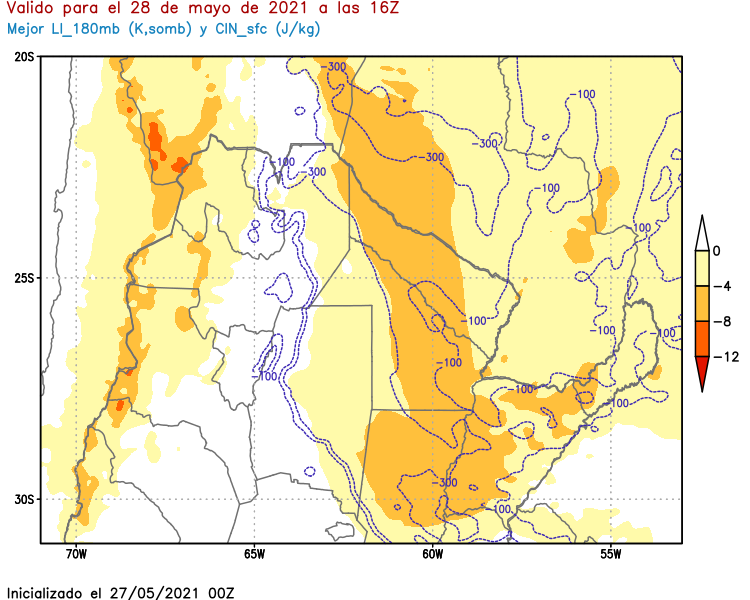 Valido para el 28 de mayo de 2021 a las 16Z
Mejor LI_180mb (K,somb) y CIN_sfc (J/kg)
20S
25S
30S
70W
65W
60W
55W
-300
-100
-100
-300
-300
-300
-100
-100
-100
-100
-100
-100
-100
-100
-100
-300
-100
0
-4
-8
-12
Inicializado el 27/05/2021 00Z